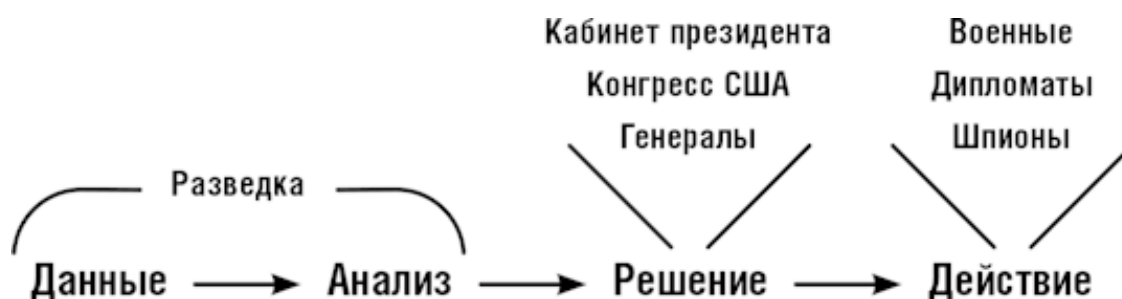 Кабинет президента
Конгресс США
Генералы
Военные
Дипломаты
Шпионы
Разведка
Данные
Анализ
Решение
Действие